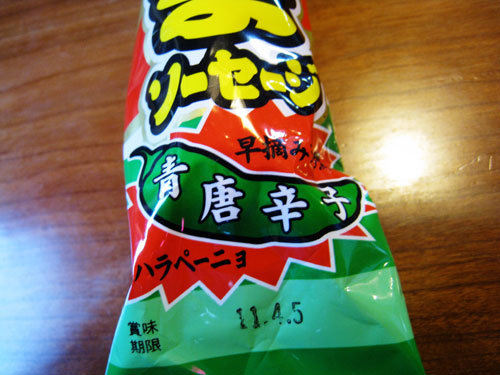 ソーセージ
早摘み
青唐辛子
ハラペーニョ
賞味
期限
11.4.5